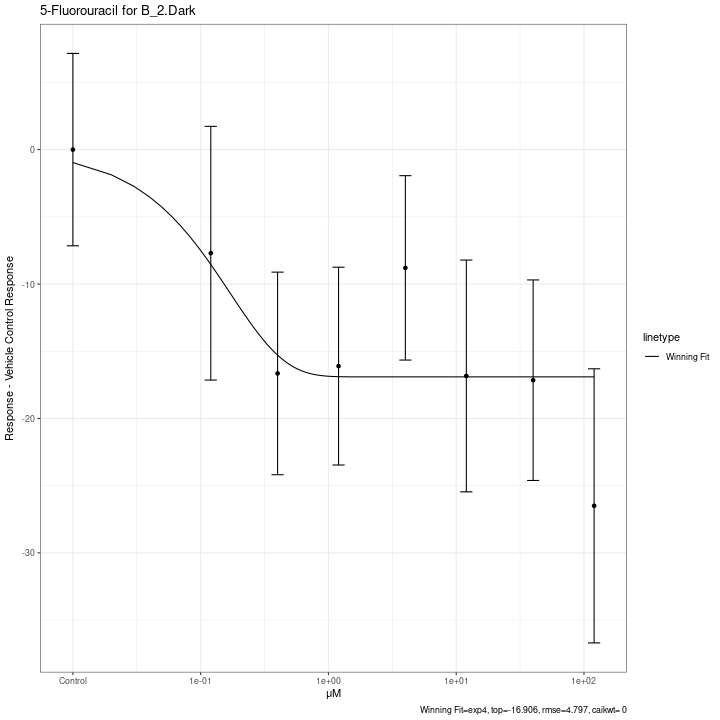 5-Fluorouracil for B_2.Dark
Response - Vehicle Control Response
0
-10
-20
-30
Control
1e-01
1e+00
1e+01
1e+02
µM
linetype
Winning Fit
Winning Fit=exp4, top=-16.906, rmse=4.797, caikwt= 0